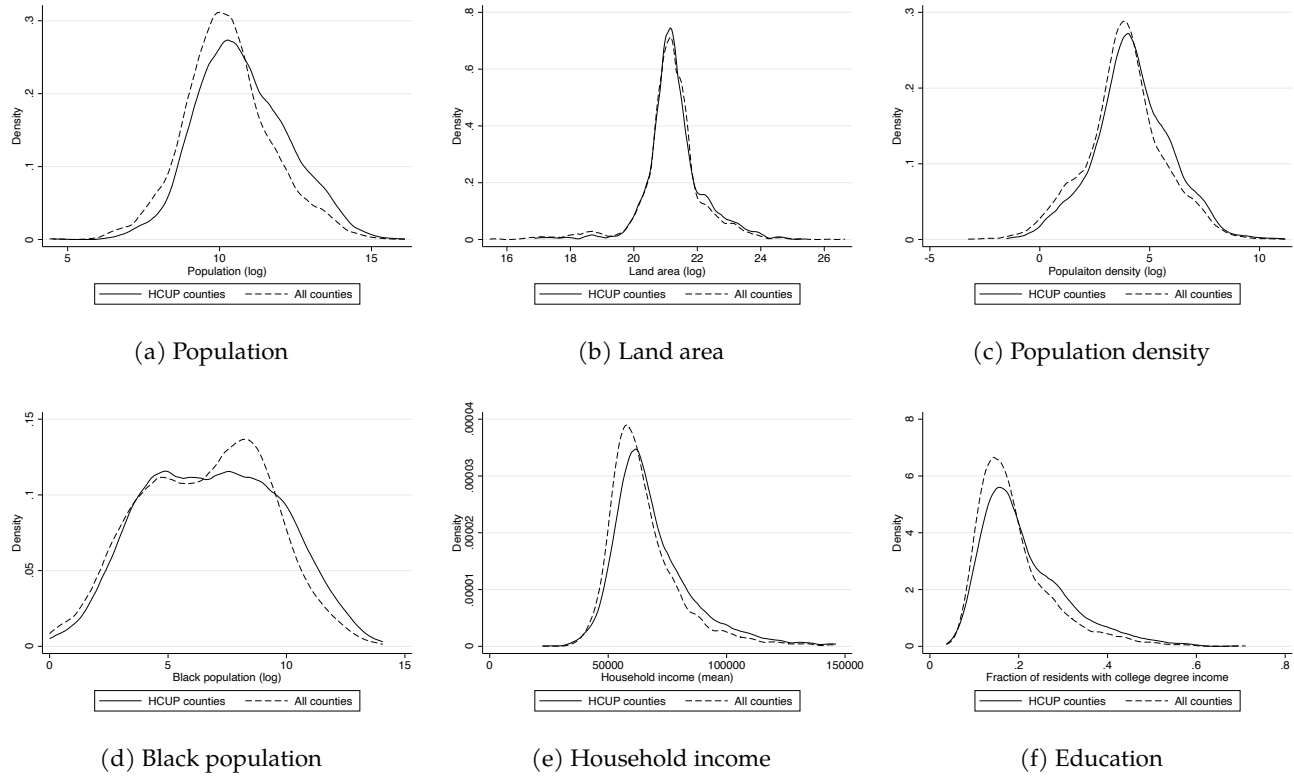 Density
0 .1 .2 .3
5 10 15
Population (log)
HCUP counties All counties
(a) Population
Density
0 .2 .4 .6 .8
16 18 20 22 24 26
Land area (log)
HCUP counties All counties
(b) Land area
Density
0 .1 .2 .3
-5 0 5 10
Populaiton density (log)
HCUP counties All counties
(c) Population density
Density
0 .05 .1 .15
0 5 10 15
Black population (log)
HCUP counties All counties
(d) Black population
Density
0 .00001 .00002 .00003 .00004
0 50000 100000 150000
Household income (mean)
HCUP counties All counties
(e) Household income
Density
0 2 4 6 8
0 .2 .4 .6 .8
Fraction of residents with college degree income
HCUP counties All counties
(f) Education